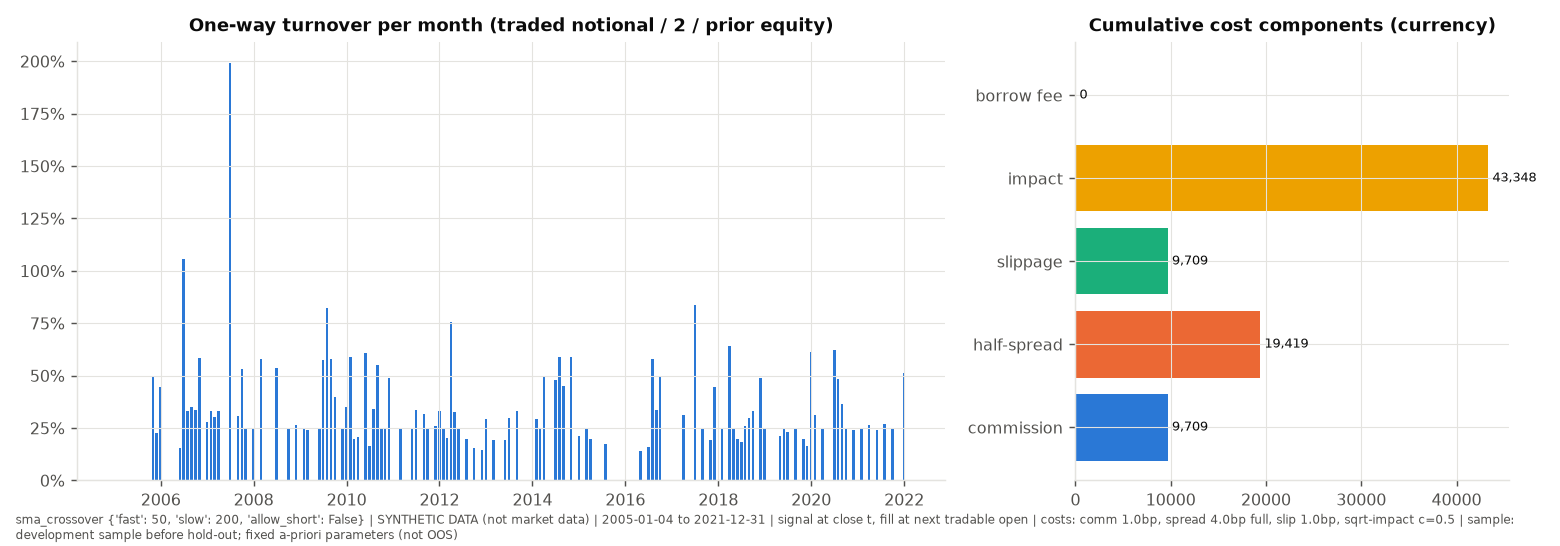 One-way turnover per month (traded notional / 2 / prior equity)
200%
175%
150%
125%
100%
75%
50%
25%
0%
2006 2008 2010 2012 2014 2016 2018 2020 2022
Cumulative cost components (currency)
borrow fee 0
impact 43,348
slippage 9,709
half-spread 19,419
commission 9,709
0 10000 20000 30000 40000
sma_crossover {'fast': 50, 'slow': 200, 'allow_short': False} | SYNTHETIC DATA (not market data) | 2005-01-04 to 2021-12-31 | signal at close t, fill at next tradable open | costs: comm 1.0bp, spread 4.0bp full, slip 1.0bp, sqrt-impact c=0.5 | sample:
development sample before hold-out; fixed a-priori parameters (not OOS)